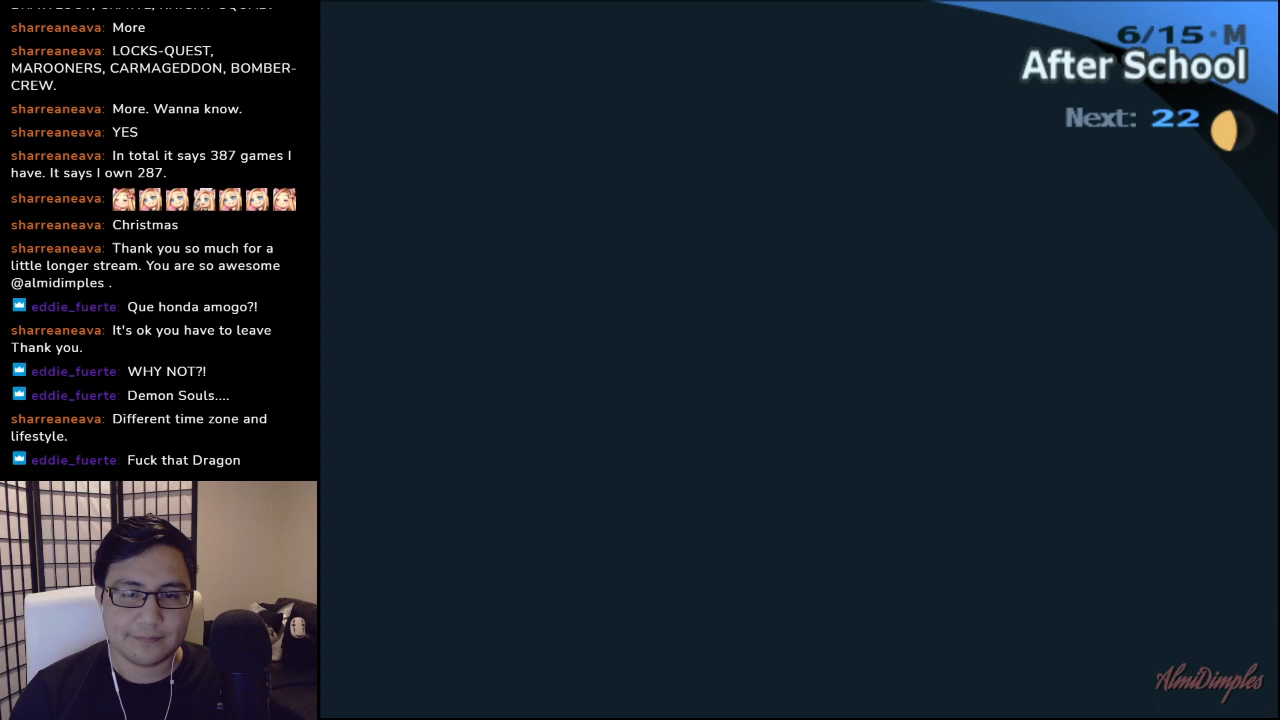 sharreaneava: More
sharreaneava: LOCKS-QUEST,
MAROONERS, CARMAGEDDON, BOMBER-
CREW.
sharreaneava: More. Wanna know.
sharreaneava: YES
sharreaneava: In total it says 387 games I
have. It says I own 287.
sharreaneava:
sharreaneava: Christmas
sharreaneava: Thank you so much for a
little longer stream. You are so awesome
@almidimples .
eddie_fuerte: Que honda amogo?!
sharreaneava: It's ok you have to leave
Thank you.
eddie_fuerte: WHY NOT?!
eddie_fuerte: Demon Souls....
sharreaneava: Different time zone and
lifestyle.
eddie_fuerte: Fuck that Dragon
6/15 · M
After School
Next: 22
AlmiDimples